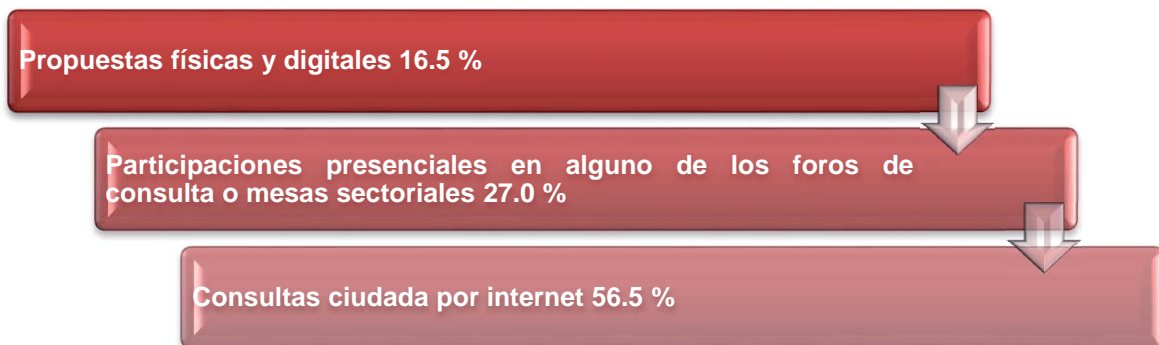 Propuestas físicas y digitales 16.5 %
Participaciones presenciales en alguno de los foros de
consulta o mesas sectoriales 27.0 %
Consultas ciudada por internet 56.5 %